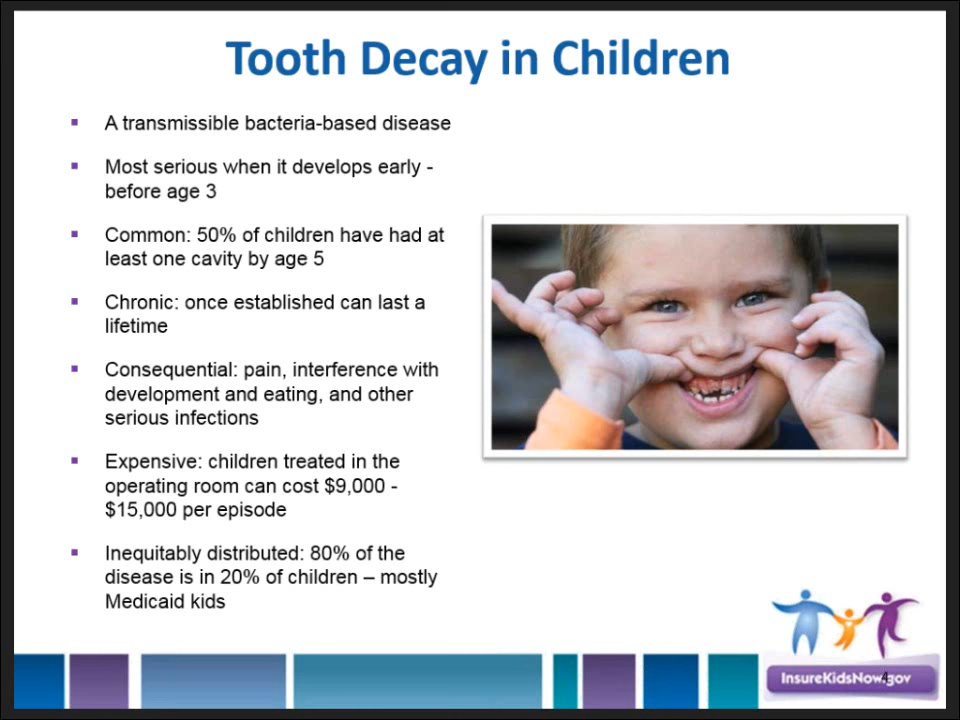 Tooth Decay in Children
▪ A transmissible bacteria-based disease
▪ Most serious when it develops early -
before age 3
▪ Common: 50% of children have had at
least one cavity by age 5
▪ Chronic: once established can last a
lifetime
▪ Consequential: pain, interference with
development and eating, and other
serious infections
▪ Expensive: children treated in the
operating room can cost $9,000 -
$15,000 per episode
▪ Inequitably distributed: 80% of the
disease is in 20% of children – mostly
Medicaid kids
InsureKidsNow.gov
4